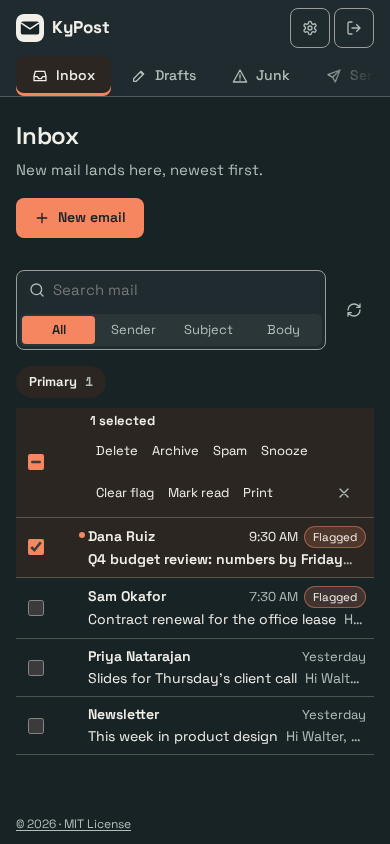 KyPost
Inbox Drafts Junk
Inbox
New mail lands here, newest first.
+ New email
Search mail
All Sender Subject Body
Primary 1
1 selected
Delete Archive Spam Snooze
Clear flag Mark read Print
Dana Ruiz 9:30 AM Flagged
Q4 budget review: numbers by Friday...
Sam Okafor 7:30 AM Flagged
Contract renewal for the office lease H...
Priya Natarajan Yesterday
Slides for Thursday's client call Hi Walt...
Newsletter Yesterday
This week in product design Hi Walter, ...
© 2026 · MIT License